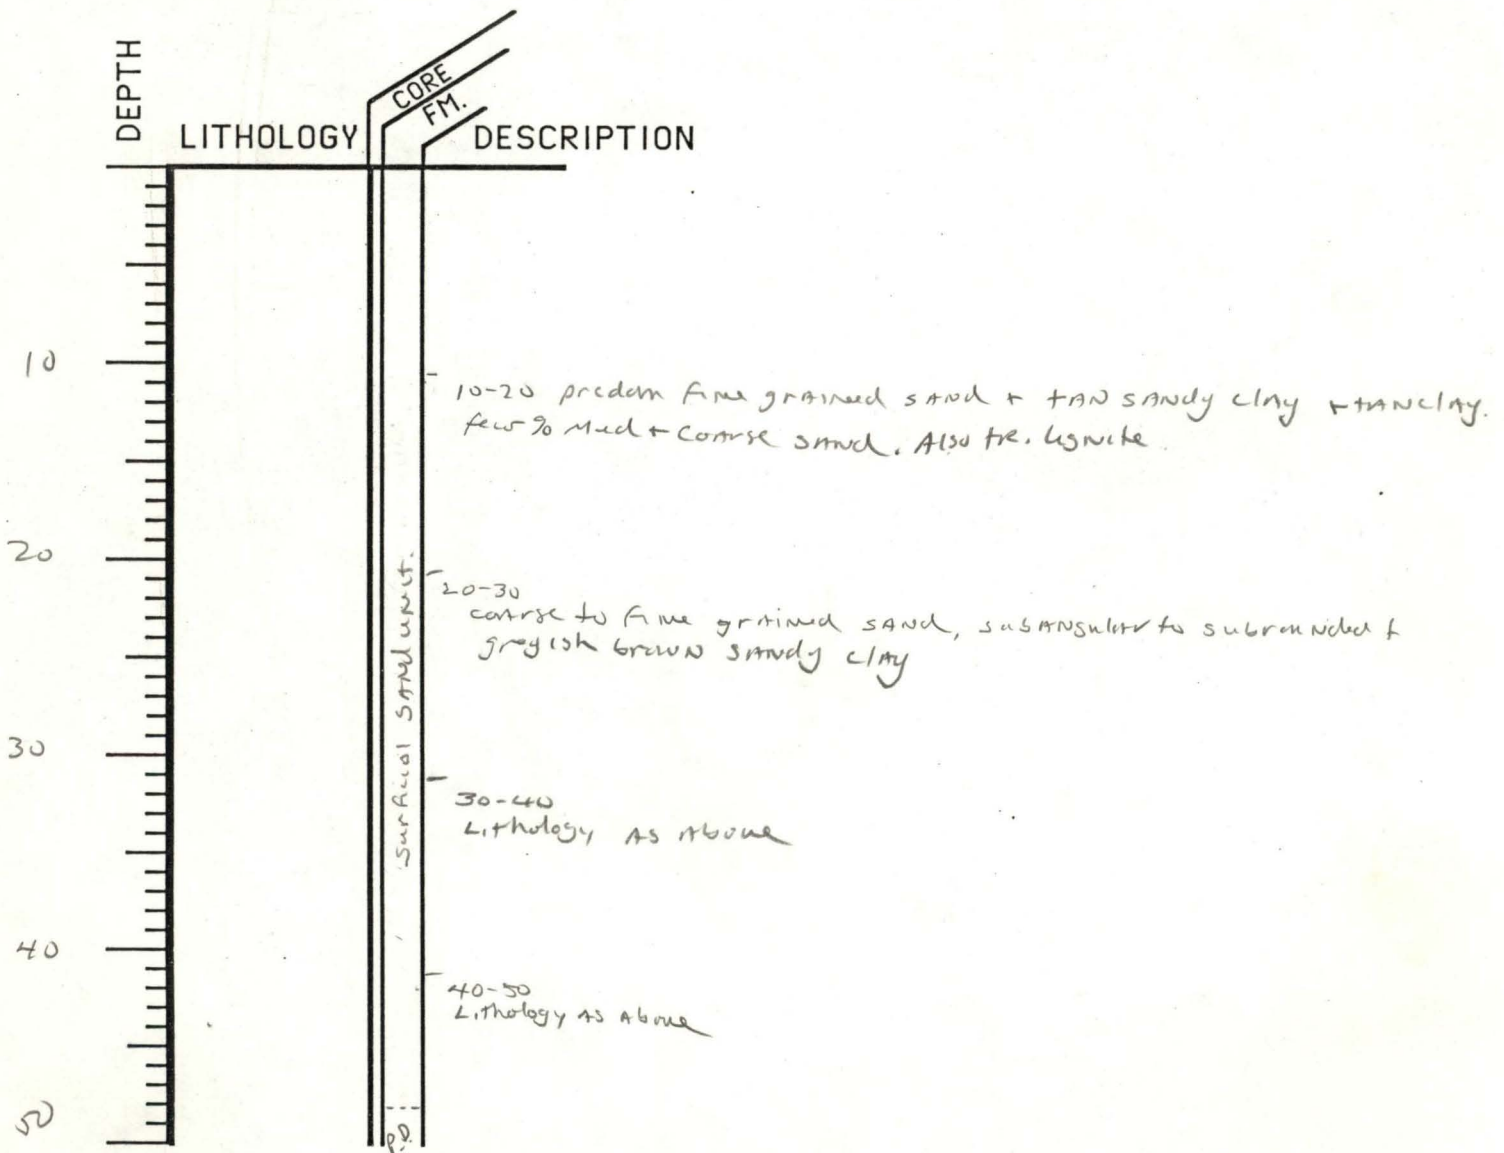 DEPTH
LITHOLOGY
CORE
FM.
DESCRIPTION
10
10-20 predom fine grained sand + tan sandy clay + tan clay.
few % med + coarse sand. Also tr. lignite
20
20-30
coarse to fine grained sand, subangular to subrounded +
greyish brown sandy clay
surficial sand unit.
30
30-40
Lithology as above
40
40-50
Lithology as above
50
P.D.